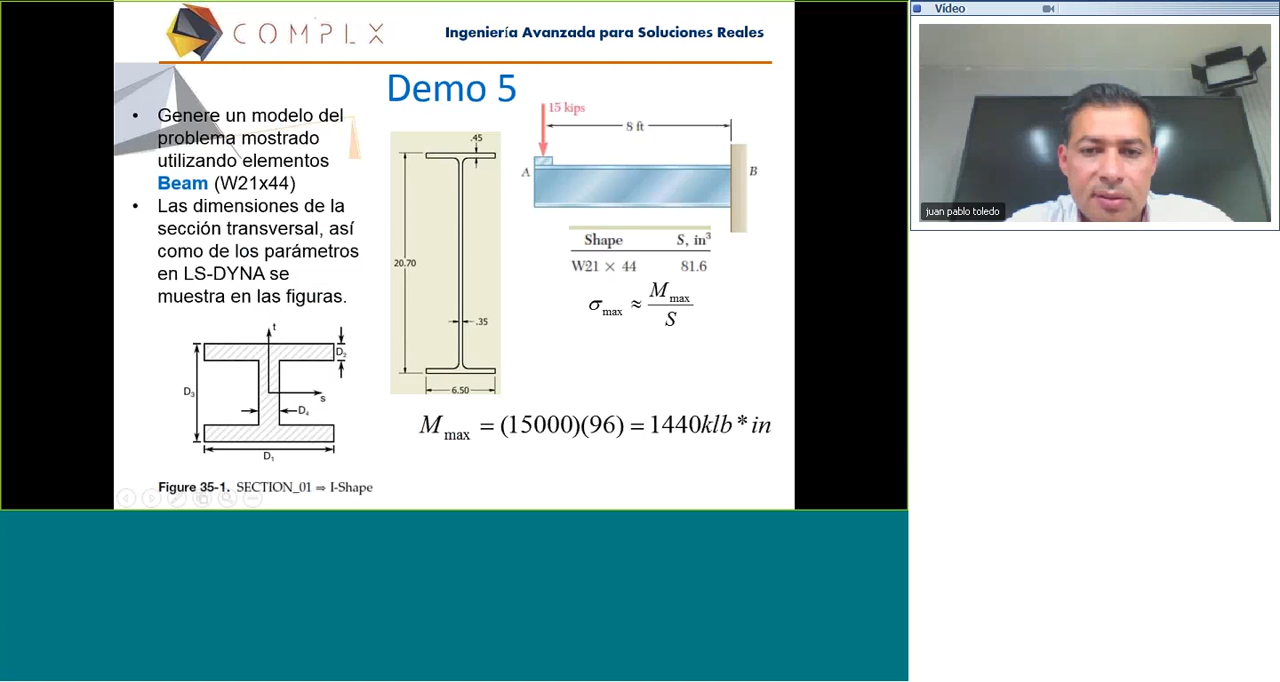 COMPLX
Ingeniería Avanzada para Soluciones Reales
Demo 5
• Genere un modelo del
problema mostrado
utilizando elementos
Beam (W21x44)
• Las dimensiones de la
sección transversal, así
como de los parámetros
en LS-DYNA se
muestra en las figuras.
.45
20.70
.35
6.50
15 kips
8 ft
A
B
Shape S, in³
W21 × 44 81.6
σmax ≈ Mmax / S
Mmax = (15000)(96) = 1440klb * in
t
s
D₂
D₃
D₄
D₁
Figure 35-1. SECTION_01 ⇒ I-Shape
Vídeo
juan pablo toledo